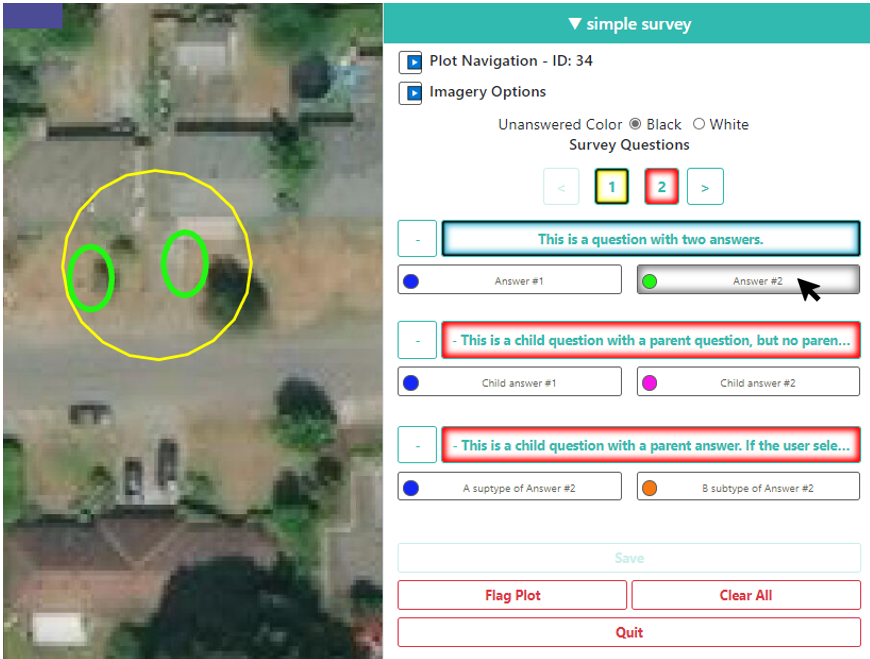 ▼ simple survey
Plot Navigation - ID: 34
Imagery Options
Unanswered Color Black White
Survey Questions
< 1 2 >
- This is a question with two answers.
Answer #1 Answer #2
- - This is a child question with a parent question, but no paren...
Child answer #1 Child answer #2
- - This is a child question with a parent answer. If the user sele...
A suptype of Answer #2 B subtype of Answer #2
Save
Flag Plot Clear All
Quit